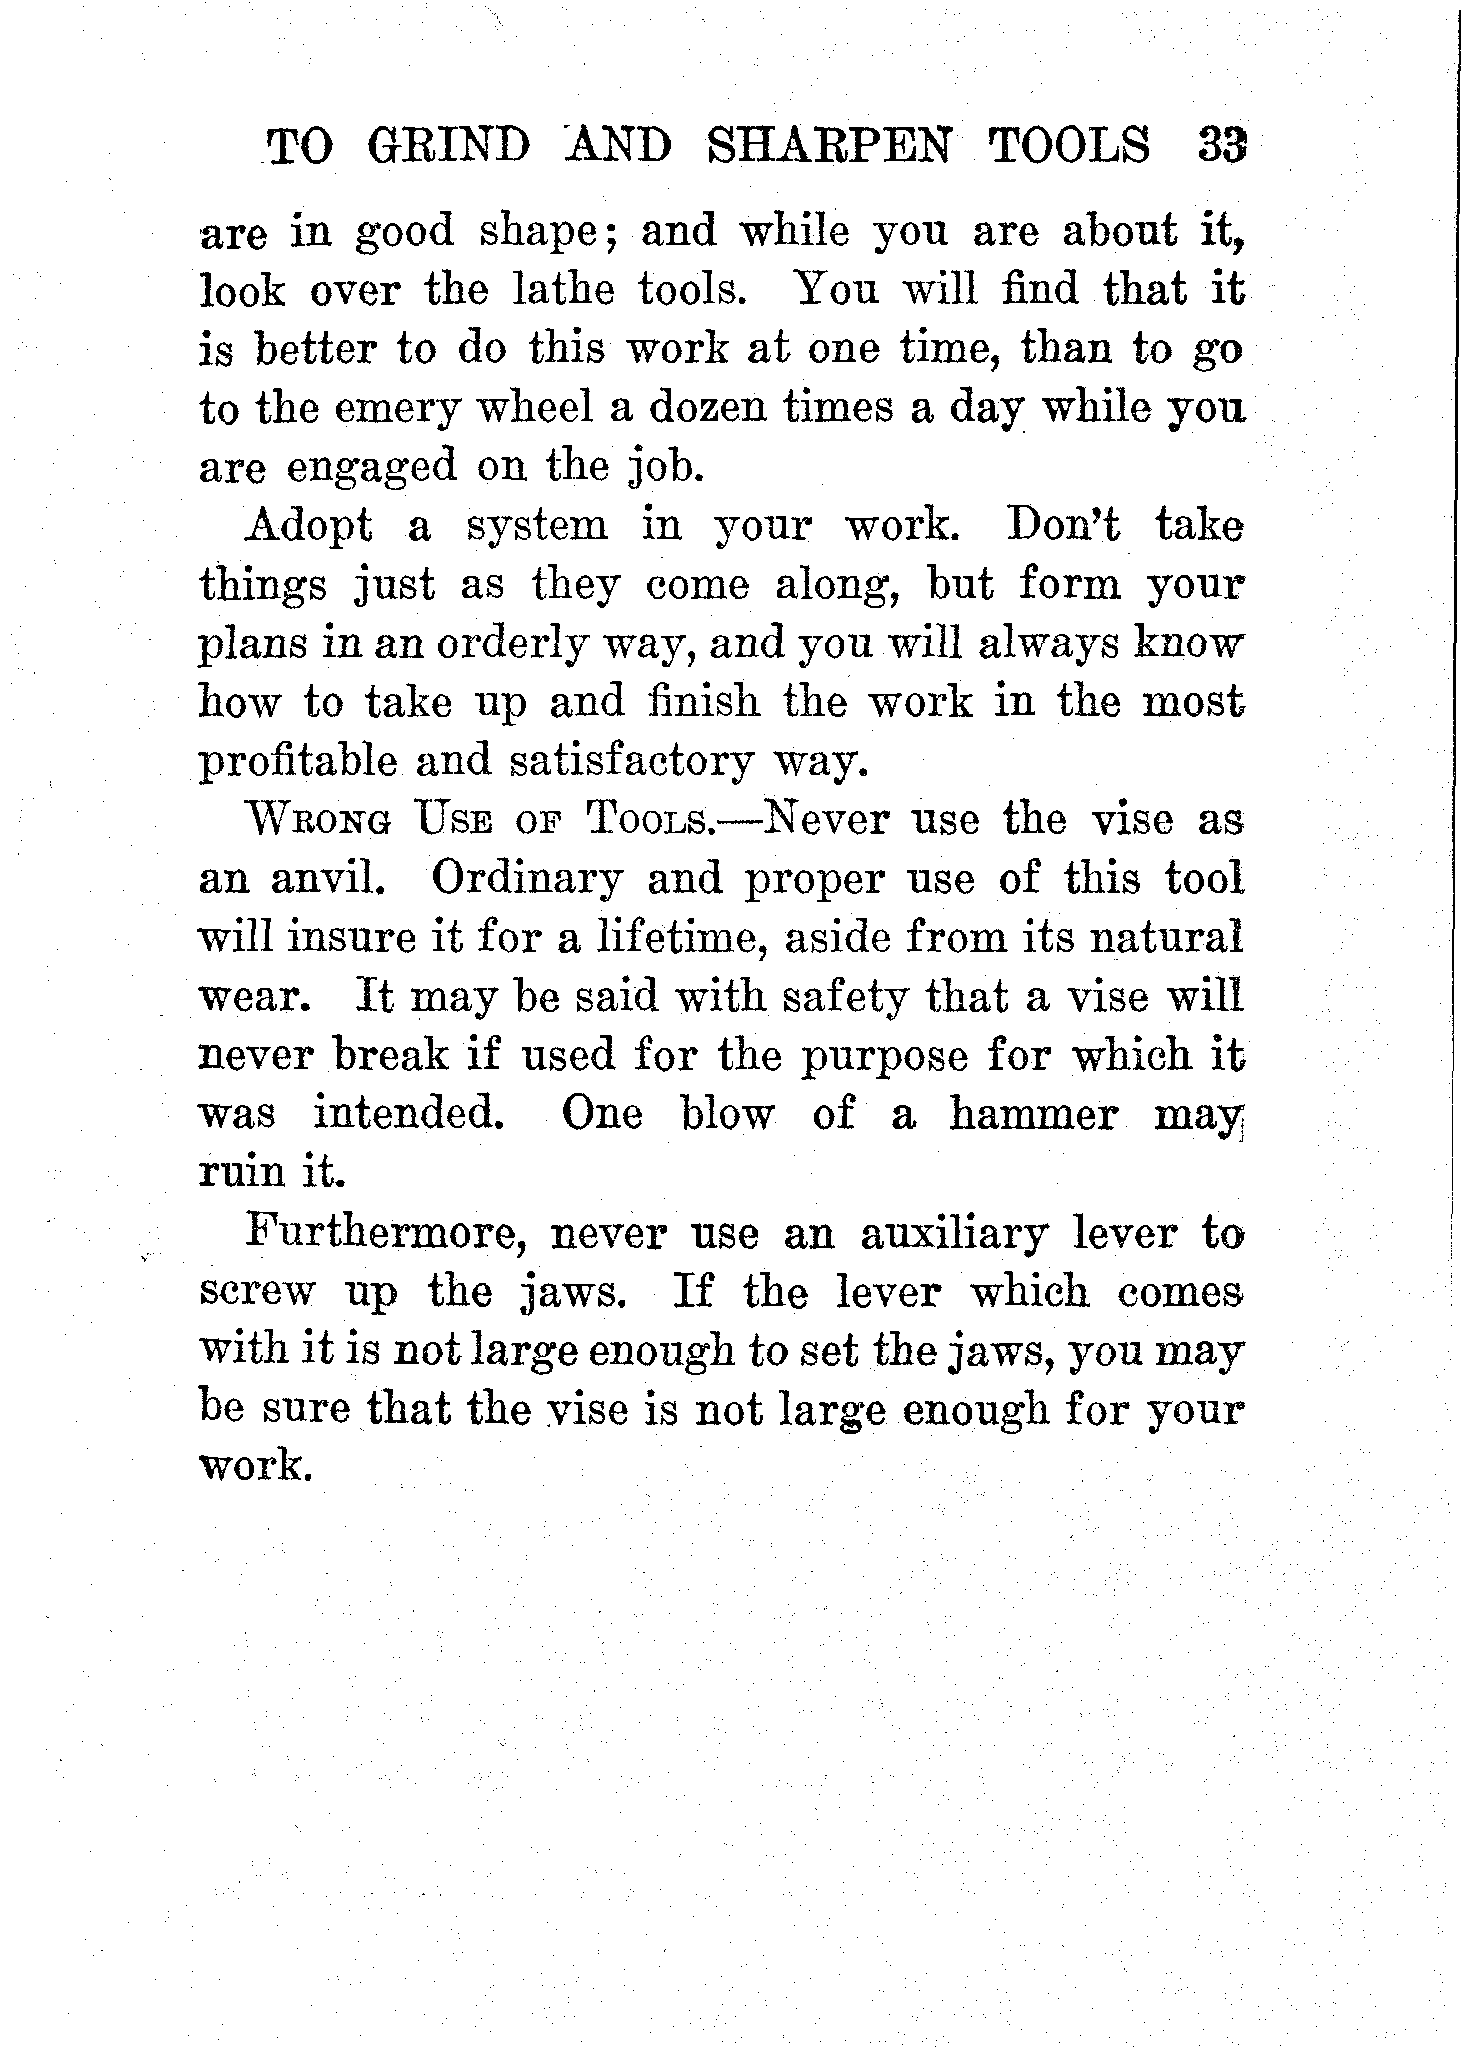 TO GRIND AND SHARPEN TOOLS 33
are in good shape; and while you are about it,
look over the lathe tools. You will find that it
is better to do this work at one time, than to go
to the emery wheel a dozen times a day while you
are engaged on the job.
Adopt a system in your work. Don't take
things just as they come along, but form your
plans in an orderly way, and you will always know
how to take up and finish the work in the most
profitable and satisfactory way.
WRONG USE OF TOOLS.—Never use the vise as
an anvil. Ordinary and proper use of this tool
will insure it for a lifetime, aside from its natural
wear. It may be said with safety that a vise will
never break if used for the purpose for which it
was intended. One blow of a hammer may
ruin it.
Furthermore, never use an auxiliary lever to
screw up the jaws. If the lever which comes
with it is not large enough to set the jaws, you may
be sure that the vise is not large enough for your
work.